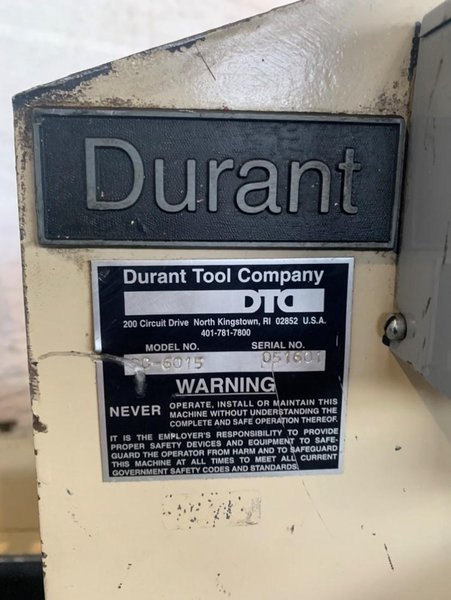 Durant
Durant Tool Company
DTC
200 Circuit Drive North Kingstown, RI 02852 U.S.A.
401-781-7800
MODEL NO. SERIAL NO.
051601
WARNING
NEVER OPERATE, INSTALL OR MAINTAIN THIS
MACHINE WITHOUT UNDERSTANDING THE
COMPLETE AND SAFE OPERATION THEREOF.
IT IS THE EMPLOYER'S RESPONSIBILITY TO PROVIDE
PROPER SAFETY DEVICES AND EQUIPMENT TO SAFE-
GUARD THE OPERATOR FROM HARM AND TO SAFEGUARD
THIS MACHINE AT ALL TIMES TO MEET ALL CURRENT
GOVERNMENT SAFETY CODES AND STANDARDS.